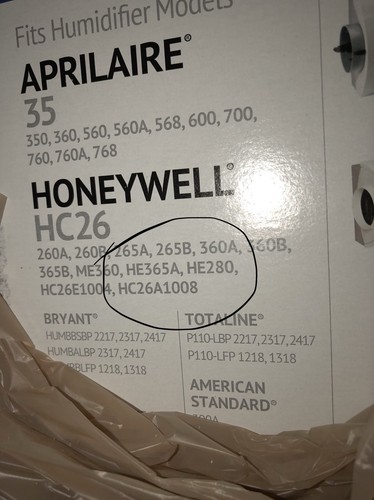 Fits Humidifier Models
APRILAIRE®
35
350, 360, 560, 560A, 568, 600, 700,
760, 760A, 768
HONEYWELL®
HC26
260A, 260B, 265A, 265B, 360A, 360B,
365B, ME360, HE365A, HE280,
HC26E1004, HC26A1008
BRYANT®
HUMBBSBP 2217,2317,2417
HUMBALBP 2317,2417
1218,1318
TOTALINE®
P110-LBP 2217,2317,2417
P110-LFP 1218,1318
AMERICAN
STANDARD®